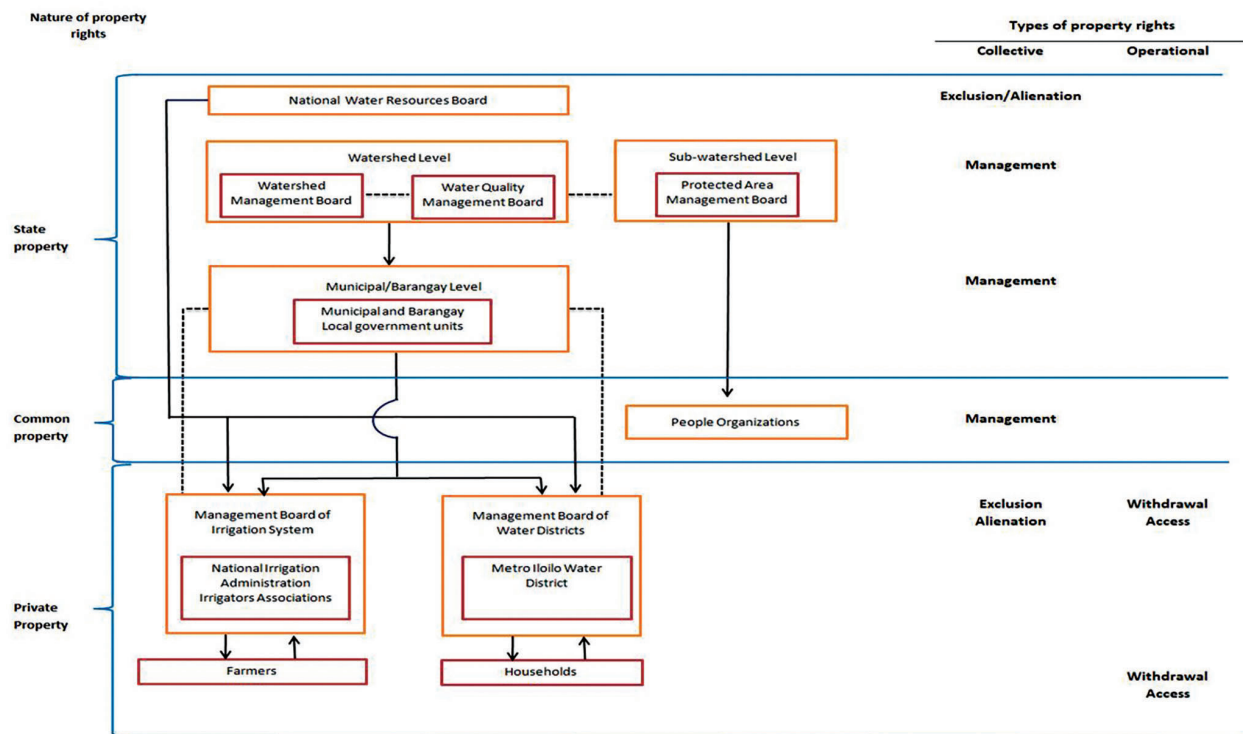 Nature of property
rights
Types of property rights
Collective
Operational
National Water Resources Board
Exclusion/Alienation
Watershed Level
Sub-watershed Level
Management
Watershed
Management Board
Water Quality
Management Board
Protected Area
Management Board
State
property
Municipal/Barangay Level
Management
Municipal and Barangay
Local government units
Common
property
People Organizations
Management
Management Board of
Irrigation System
Management Board of
Water Districts
Exclusion
Alienation
Withdrawal
Access
National Irrigation
Administration
Irrigators Associations
Metro Iloilo Water
District
Private
Property
Farmers
Households
Withdrawal
Access